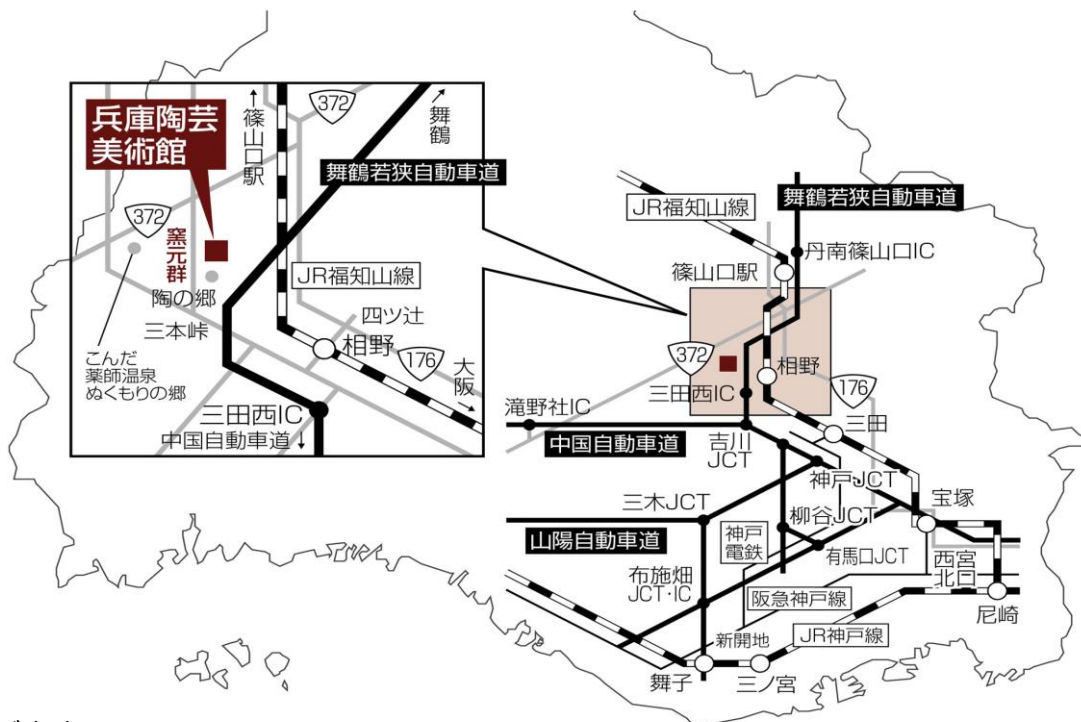 兵庫陶芸
美術館
↑篠山口駅
372
舞鶴
舞鶴若狭自動車道
372
窯元群
陶の郷
JR福知山線
三本峠
四ツ辻
相野
176
大阪
こんだ
薬師温泉
ぬくもりの郷
三田西IC
中国自動車道↓
JR福知山線
舞鶴若狭自動車道
丹南篠山口IC
篠山口駅
372
相野
176
三田西IC
滝野社IC
三田
中国自動車道
吉川
JCT
神戸JCT
宝塚
三木JCT
柳谷JCT
山陽自動車道
神戸
電鉄
有馬口JCT
西宮
北口
布施畑
JCT・IC
阪急神戸線
尼崎
新開地
JR神戸線
舞子
三ノ宮